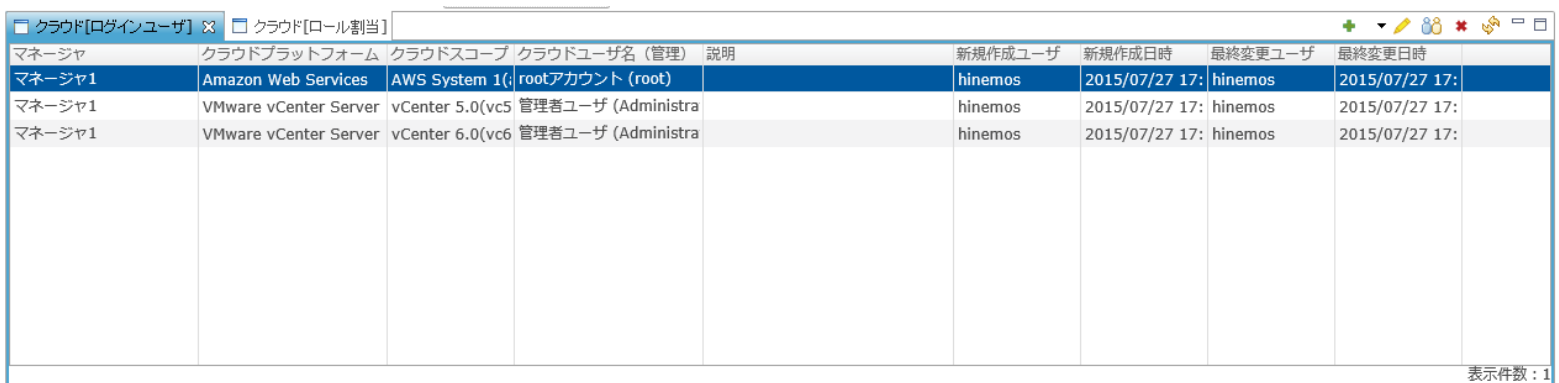 クラウド[ログインユーザ] クラウド[ロール割当]
マネージャ クラウドプラットフォーム クラウドスコープ クラウドユーザ名（管理） 説明 新規作成ユーザ 新規作成日時 最終変更ユーザ 最終変更日時
マネージャ1 Amazon Web Services AWS System 1( rootアカウント (root) hinemos 2015/07/27 17: hinemos 2015/07/27 17:
マネージャ1 VMware vCenter Server vCenter 5.0(vc5 管理者ユーザ (Administra hinemos 2015/07/27 17: hinemos 2015/07/27 17:
マネージャ1 VMware vCenter Server vCenter 6.0(vc6 管理者ユーザ (Administra hinemos 2015/07/27 17: hinemos 2015/07/27 17:
表示件数：1